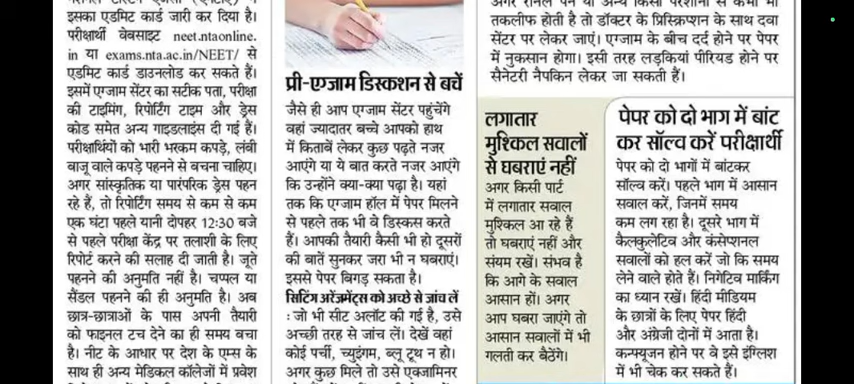 इसका एडमिट कार्ड जारी कर दिया है।
परीक्षार्थी वेबसाइट neet.ntaonline.
in या exams.nta.ac.in/NEET/ से
एडमिट कार्ड डाउनलोड कर सकते हैं।
इसमें एग्जाम सेंटर का सटीक पता, परीक्षा
की टाइमिंग, रिपोर्टिंग टाइम और ड्रेस
कोड समेत अन्य गाइडलाइंस दी गई हैं।
परीक्षार्थियों को भारी भरकम कपड़े, लंबी
बाजू वाले कपड़े पहनने से बचना चाहिए।
अगर सांस्कृतिक या पारंपरिक ड्रेस पहन
रहे हैं, तो रिपोर्टिंग समय से कम से कम
एक घंटा पहले यानी दोपहर 12:30 बजे
से पहले परीक्षा केंद्र पर तलाशी के लिए
रिपोर्ट करने की सलाह दी जाती है। जूते
पहनने की अनुमति नहीं है। चप्पल या
सैंडल पहनने की ही अनुमति है। अब
छात्र-छात्राओं के पास अपनी तैयारी
को फाइनल टच देने का ही समय बचा
है। नीट के आधार पर देश के एम्स के
साथ ही अन्य मेडिकल कॉलेजों में प्रवेश
प्री-एग्जाम डिस्कशन से बचें
जैसे ही आप एग्जाम सेंटर पहुंचेंगे
वहां ज्यादातर बच्चे आपको हाथ
में किताबें लेकर कुछ पढ़ते नजर
आएंगे या ये बात करते नजर आएंगे
कि उन्होंने क्या-क्या पढ़ा है। यहां
तक कि एग्जाम हॉल में पेपर मिलने
से पहले तक भी वे डिस्कस करते
हैं। आपकी तैयारी कैसी भी हो दूसरों
की बातें सुनकर जरा भी न घबराएं।
इससे पेपर बिगड़ सकता है।
सिटिंग अरेंजमेंट्स को अच्छे से जांच लें
: जो भी सीट अलॉट की गई है, उसे
अच्छी तरह से जांच लें। देखें वहां
कोई पर्ची, च्युइंगम, ब्लू टूथ न हो।
अगर कुछ मिले तो उसे एक्जामिनर
तकलीफ होती है तो डॉक्टर के प्रिस्क्रिप्शन के साथ दवा
सेंटर पर लेकर जाएं। एग्जाम के बीच दर्द होने पर पेपर
में नुकसान होगा। इसी तरह लड़कियां पीरियड होने पर
सैनेटरी नैपकिन लेकर जा सकती हैं।
लगातार
मुश्किल सवालों
से घबराएं नहीं
अगर किसी पार्ट
में लगातार सवाल
मुश्किल आ रहे हैं
तो घबराएं नहीं और
संयम रखें। संभव है
कि आगे के सवाल
आसान हों। अगर
आप घबरा जाएंगे तो
आसान सवालों में भी
गलती कर बैठेंगे।
पेपर को दो भाग में बांट
कर सॉल्व करें परीक्षार्थी
पेपर को दो भागों में बांटकर
सॉल्व करें। पहले भाग में आसान
सवाल करें, जिनमें समय
कम लग रहा है। दूसरे भाग में
कैलकुलेटिव और कंसेप्शनल
सवालों को हल करें जो कि समय
लेने वाले होते हैं। निगेटिव मार्किंग
का ध्यान रखें। हिंदी मीडियम
के छात्रों के लिए पेपर हिंदी
और अंग्रेजी दोनों में आता है।
कन्फ्यूजन होने पर वे इसे इंग्लिश
में भी चेक कर सकते हैं।